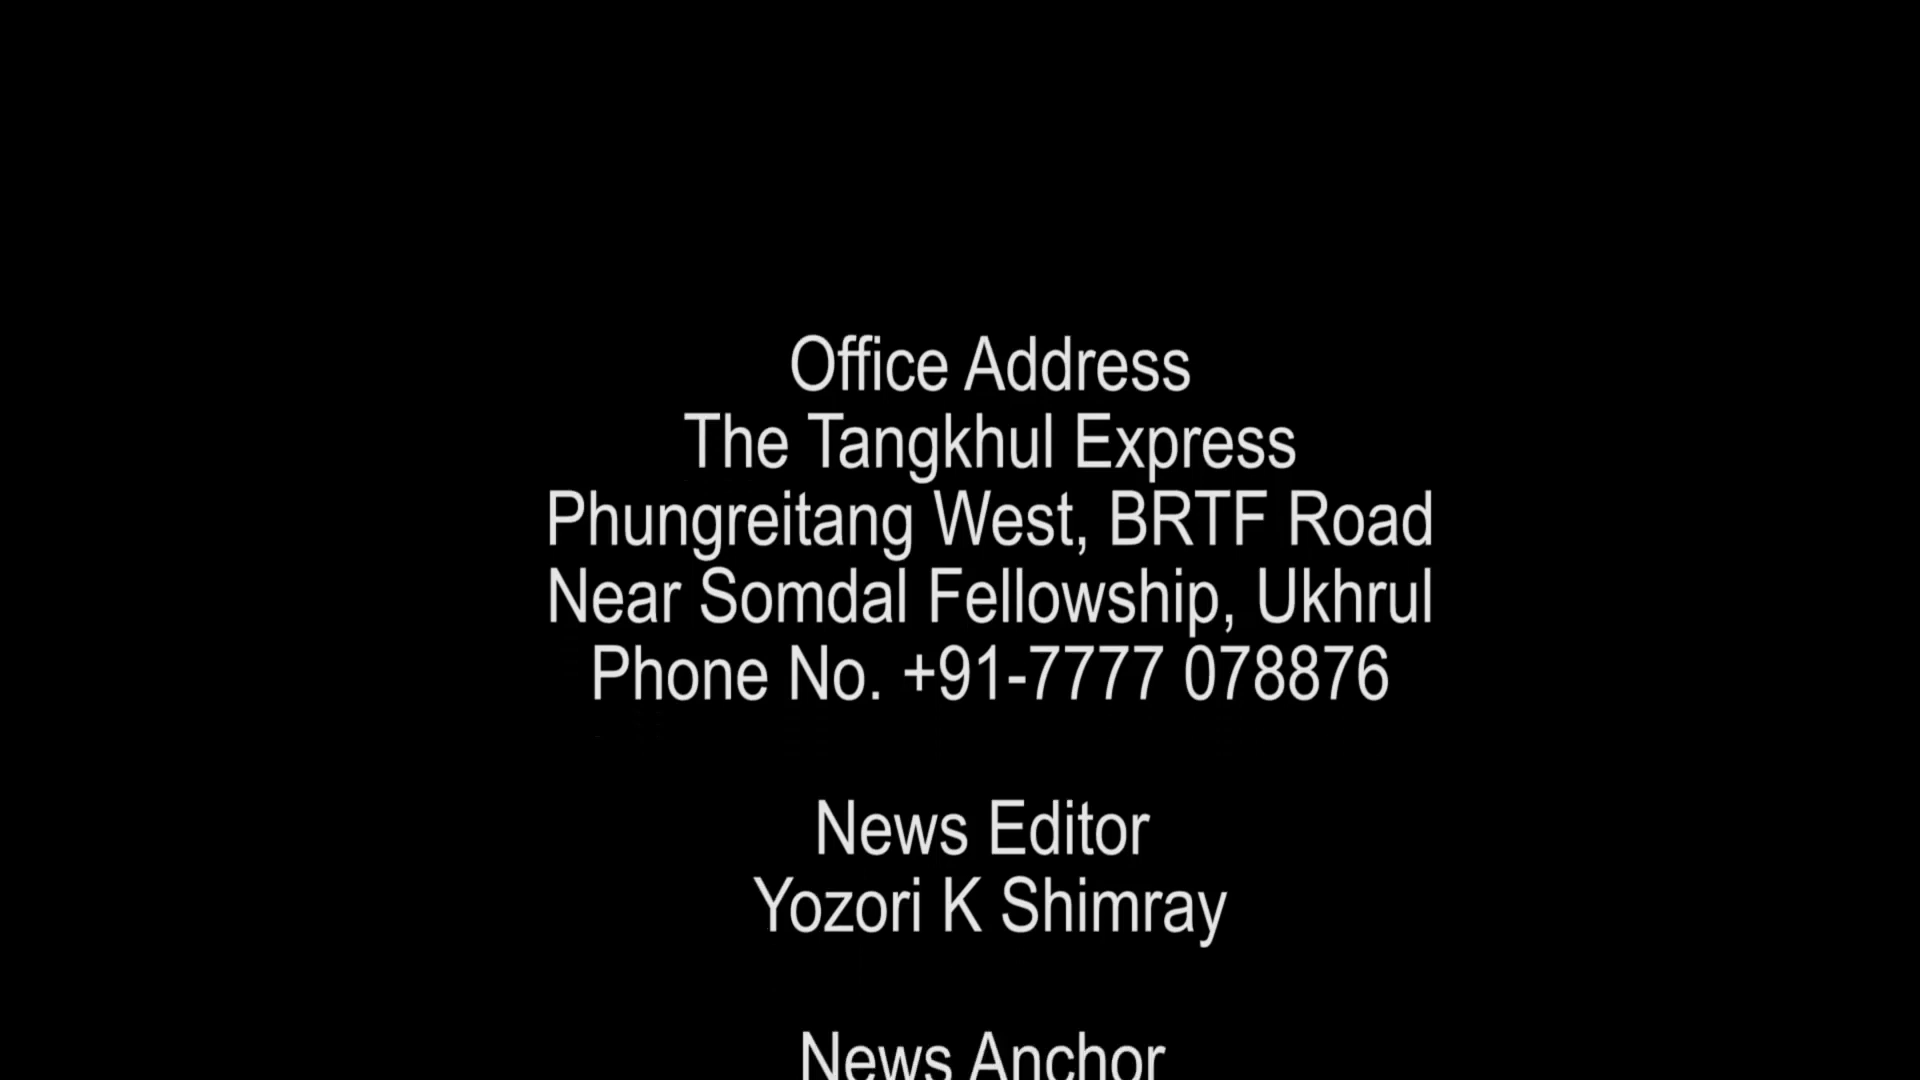 Office Address
The Tangkhul Express
Phungreitang West, BRTF Road
Near Somdal Fellowship, Ukhrul
Phone No. +91-7777 078876
News Editor
Yozori K Shimray
News Anchor